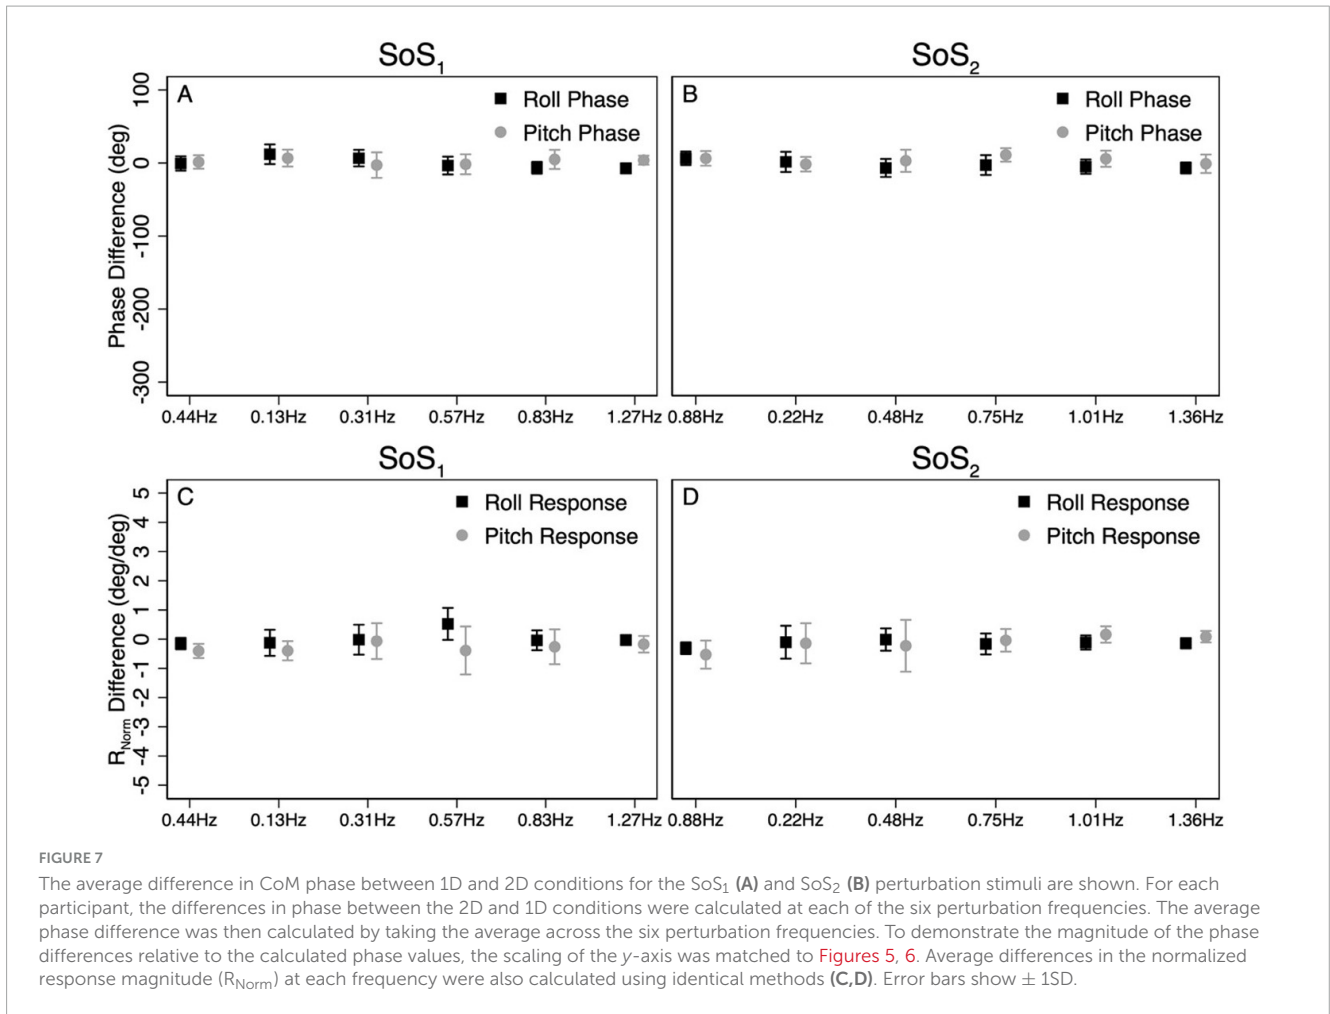 SoS1
SoS2
A
Roll Phase
Pitch Phase
B
Roll Phase
Pitch Phase
Phase Difference (deg)
100
0
-100
-200
-300
0.44Hz 0.13Hz 0.31Hz 0.57Hz 0.83Hz 1.27Hz
0.88Hz 0.22Hz 0.48Hz 0.75Hz 1.01Hz 1.36Hz
SoS1
SoS2
C
Roll Response
Pitch Response
D
Roll Response
Pitch Response
RNorm Difference (deg/deg)
5
4
3
2
1
0
-1
-2
-3
-4
-5
0.44Hz 0.13Hz 0.31Hz 0.57Hz 0.83Hz 1.27Hz
0.88Hz 0.22Hz 0.48Hz 0.75Hz 1.01Hz 1.36Hz
FIGURE 7
The average difference in CoM phase between 1D and 2D conditions for the SoS1 (A) and SoS2 (B) perturbation stimuli are shown. For each
participant, the differences in phase between the 2D and 1D conditions were calculated at each of the six perturbation frequencies. The average
phase difference was then calculated by taking the average across the six perturbation frequencies. To demonstrate the magnitude of the phase
differences relative to the calculated phase values, the scaling of the y-axis was matched to Figures 5, 6. Average differences in the normalized
response magnitude (RNorm) at each frequency were also calculated using identical methods (C,D). Error bars show ± 1SD.